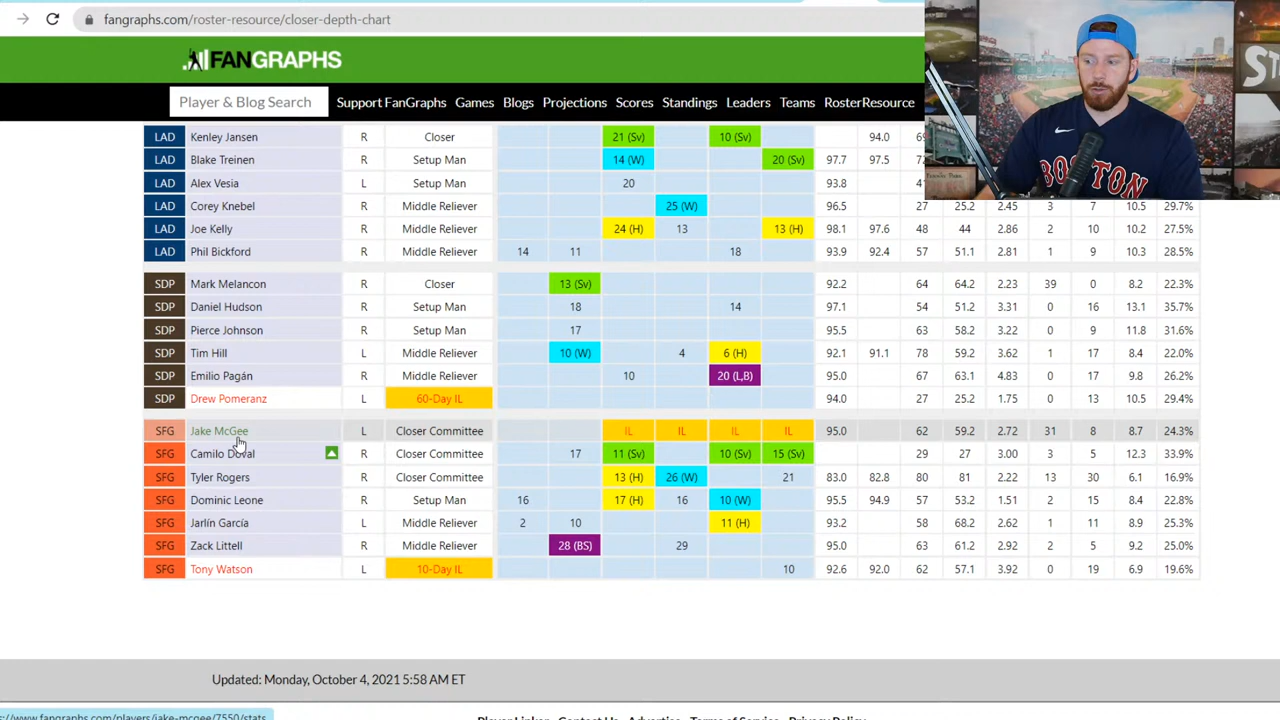 fangraphs.com/roster-resource/closer-depth-chart
FANGRAPHS
Player & Blog Search Support FanGraphs Games Blogs Projections Scores Standings Leaders Teams RosterResource
LAD Kenley Jansen R Closer 21 (Sv) 10 (Sv) 94.0
LAD Blake Treinen R Setup Man 14 (W) 20 (Sv) 97.7 97.5
LAD Alex Vesia L Setup Man 20 93.8
LAD Corey Knebel R Middle Reliever 25 (W) 96.5 27 25.2 2.45 3 7 10.5 29.7%
LAD Joe Kelly R Middle Reliever 24 (H) 13 13 (H) 98.1 97.6 48 44 2.86 2 10 10.2 27.5%
LAD Phil Bickford R Middle Reliever 14 11 18 93.9 92.4 57 51.1 2.81 1 9 10.3 28.5%
SDP Mark Melancon R Closer 13 (Sv) 92.2 64 64.2 2.23 39 0 8.2 22.3%
SDP Daniel Hudson R Setup Man 18 14 97.1 54 51.2 3.31 0 16 13.1 35.7%
SDP Pierce Johnson R Setup Man 17 95.5 63 58.2 3.22 0 9 11.8 31.6%
SDP Tim Hill L Middle Reliever 10 (W) 4 6 (H) 92.1 91.1 78 59.2 3.62 1 17 8.4 22.0%
SDP Emilio Pagán R Middle Reliever 10 20 (L,B) 95.0 67 63.1 4.83 0 17 9.8 26.2%
SDP Drew Pomeranz L 60-Day IL 94.0 27 25.2 1.75 0 13 10.5 29.4%
SFG Jake McGee L Closer Committee IL IL IL IL 95.0 62 59.2 2.72 31 8 8.7 24.3%
SFG Camilo Doval R Closer Committee 17 11 (Sv) 10 (Sv) 15 (Sv) 29 27 3.00 3 5 12.3 33.9%
SFG Tyler Rogers R Closer Committee 13 (H) 26 (W) 21 83.0 82.8 80 81 2.22 13 30 6.1 16.9%
SFG Dominic Leone R Setup Man 16 17 (H) 16 10 (W) 95.5 94.9 57 53.2 1.51 2 15 8.4 22.8%
SFG Jarlín García L Middle Reliever 2 10 11 (H) 93.2 58 68.2 2.62 1 11 8.9 25.3%
SFG Zack Littell R Middle Reliever 28 (BS) 29 95.0 63 61.2 2.92 2 5 9.2 25.0%
SFG Tony Watson L 10-Day IL 10 92.6 92.0 62 57.1 3.92 0 19 6.9 19.6%
Updated: Monday, October 4, 2021 5:58 AM ET
BOSTON